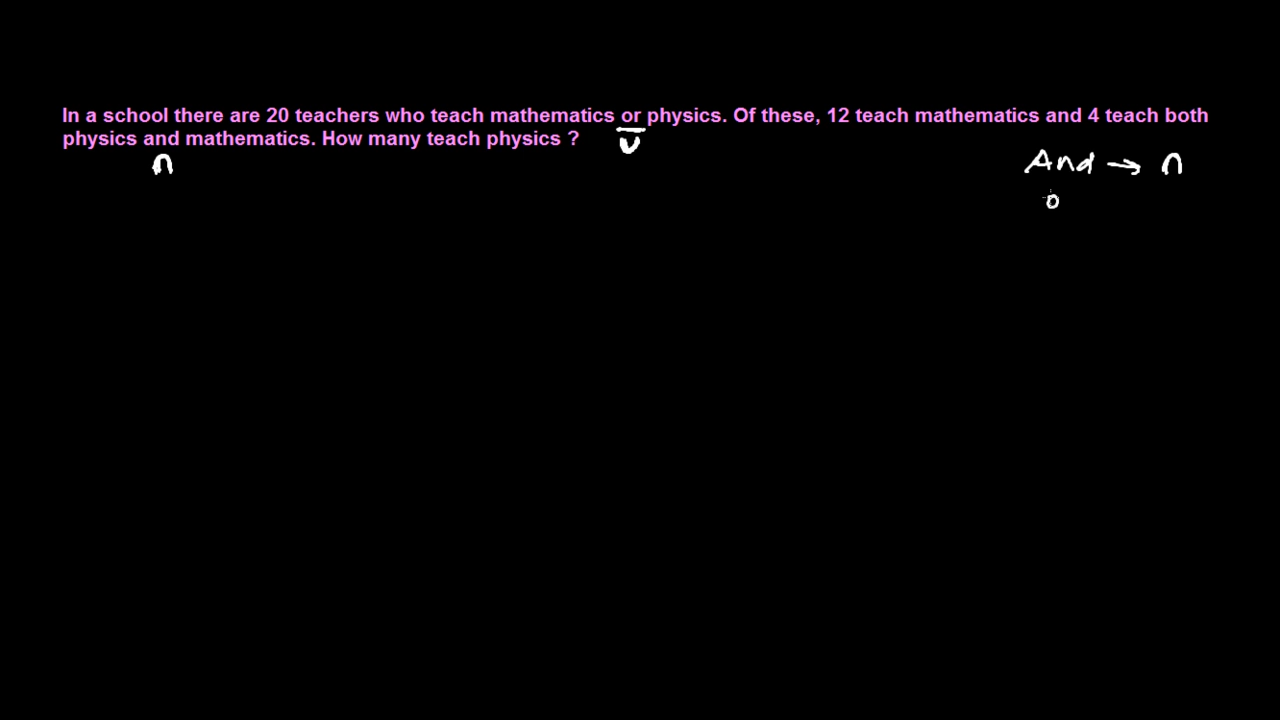 In a school there are 20 teachers who teach mathematics or physics. Of these, 12 teach mathematics and 4 teach both
physics and mathematics. How many teach physics ?
∪
∩
And → ∩
o